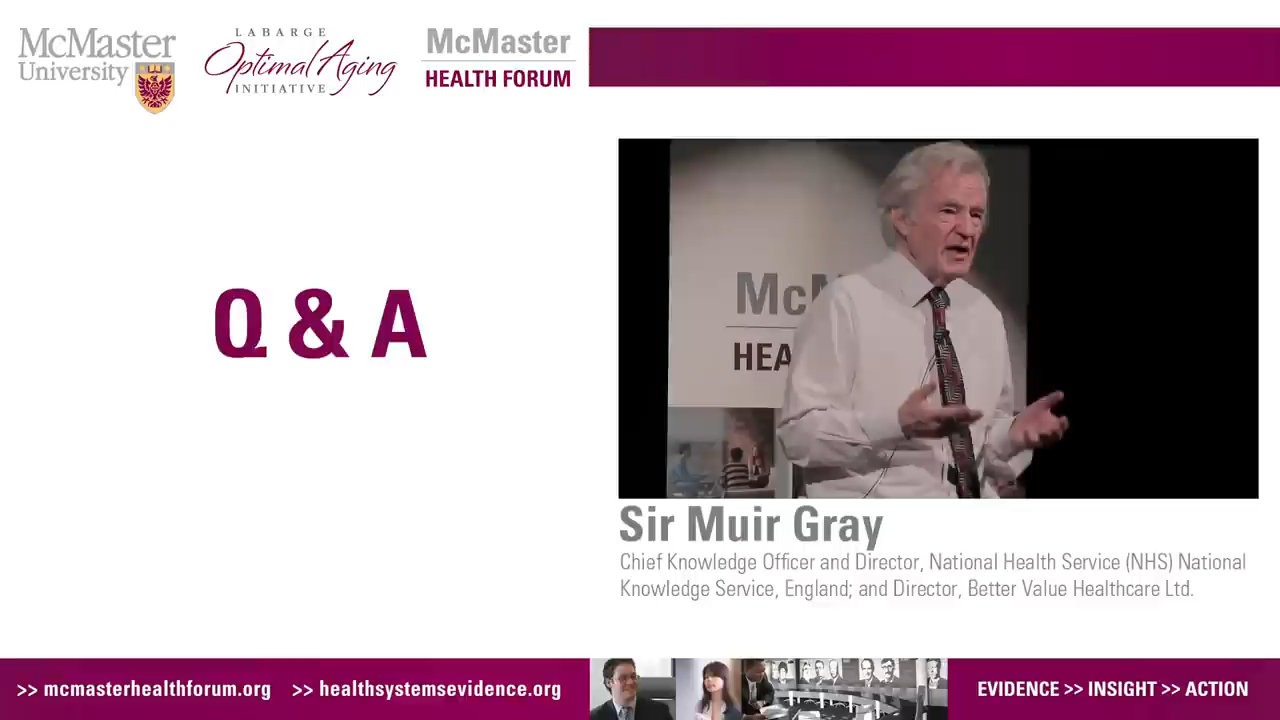 McMaster
University
LABARGE
Optimal Aging
INITIATIVE
McMaster
HEALTH FORUM
Q & A
McM
HEA
Sir Muir Gray
Chief Knowledge Officer and Director, National Health Service (NHS) National
Knowledge Service, England; and Director, Better Value Healthcare Ltd.
>> mcmasterhealthforum.org >> healthsystemsevidence.org
EVIDENCE >> INSIGHT >> ACTION